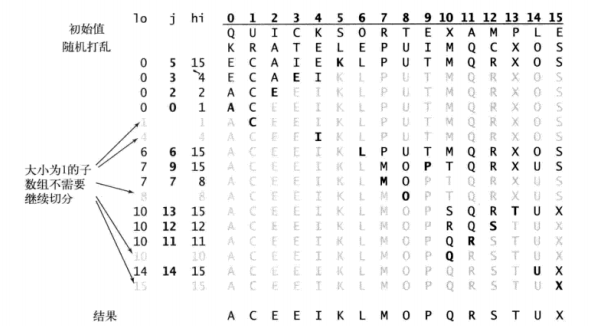 lo j hi 0 1 2 3 4 5 6 7 8 9 10 11 12 13 14 15
初始值 Q U I C K S O R T E X A M P L E
随机打乱 K R A T E L E P U I M Q C X O S
0 5 15 E C A I E K L P U T M Q R X O S
0 3 4 E C A E I K L P U T M Q R X O S
0 2 2 A C E E I K L P U T M Q R X O S
0 0 1 A C E E I K L P U T M Q R X O S
1 1 A C E E I K L P U T M Q R X O S
4 4 A C E E I K L P U T M Q R X O S
6 6 15 A C E E I K L P U T M Q R X O S
大小为1的子
数组不需要
继续切分
7 9 15 A C E E I K L M O P T Q R X U S
7 7 8 A C E E I K L M O P T Q R X U S
8 8 A C E E I K L M O P T Q R X U S
10 13 15 A C E E I K L M O P S Q R T U X
10 12 12 A C E E I K L M O P R Q S T U X
10 11 11 A C E E I K L M O P Q R S T U X
10 10 A C E E I K L M O P Q R S T U X
14 14 15 A C E E I K L M O P Q R S T U X
15 15 A C E E I K L M O P Q R S T U X
结果 A C E E I K L M O P Q R S T U X